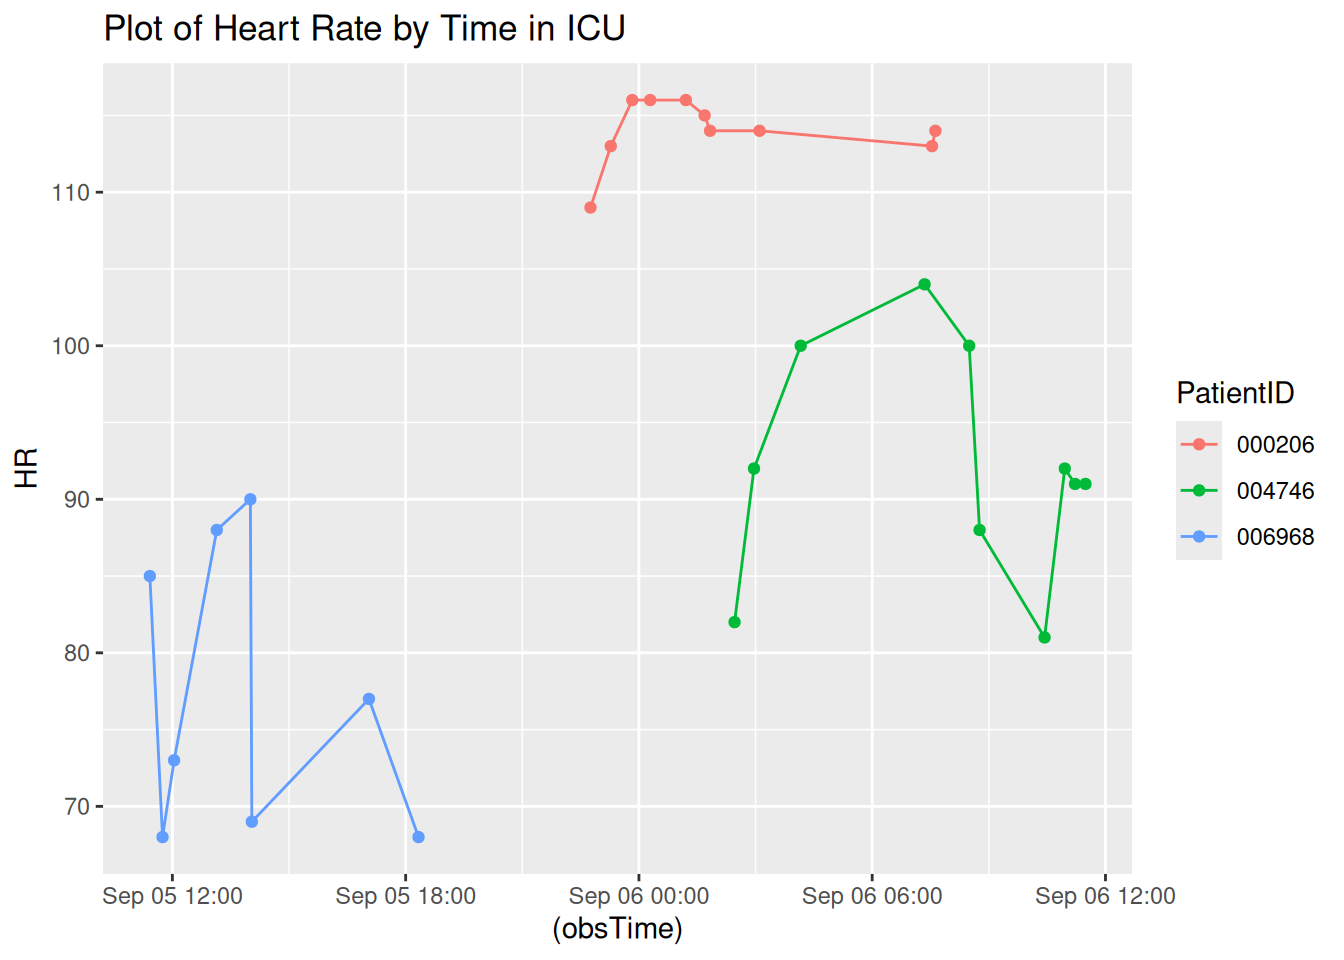 Plot of Heart Rate by Time in ICU
110
100
90
80
70
HR
Sep 05 12:00 Sep 05 18:00 Sep 06 00:00 Sep 06 06:00 Sep 06 12:00
(obsTime)
PatientID
000206
004746
006968